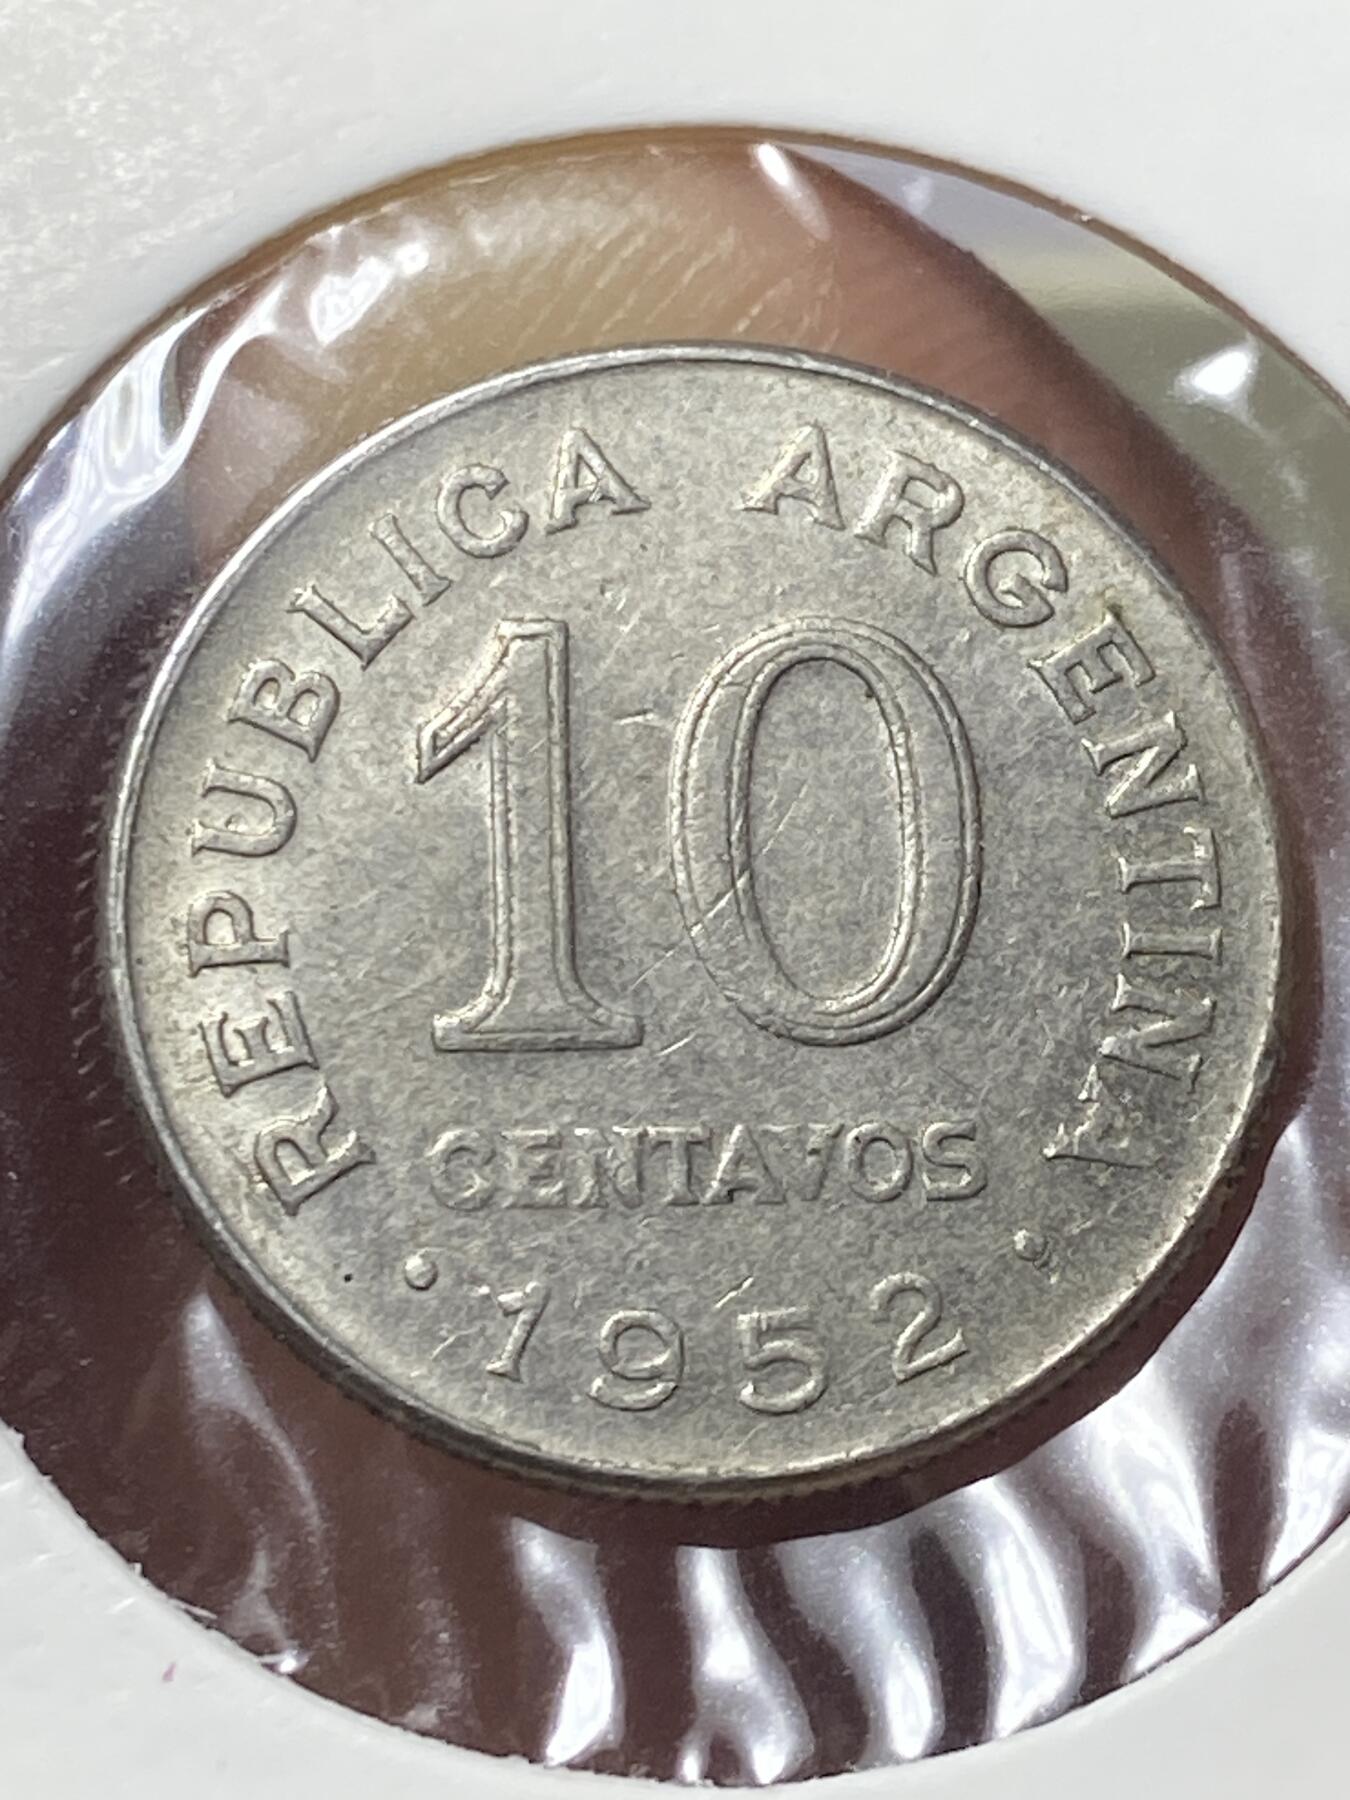 REPUBLICA ARGENTINA
10
CENTAVOS
• 1952 •